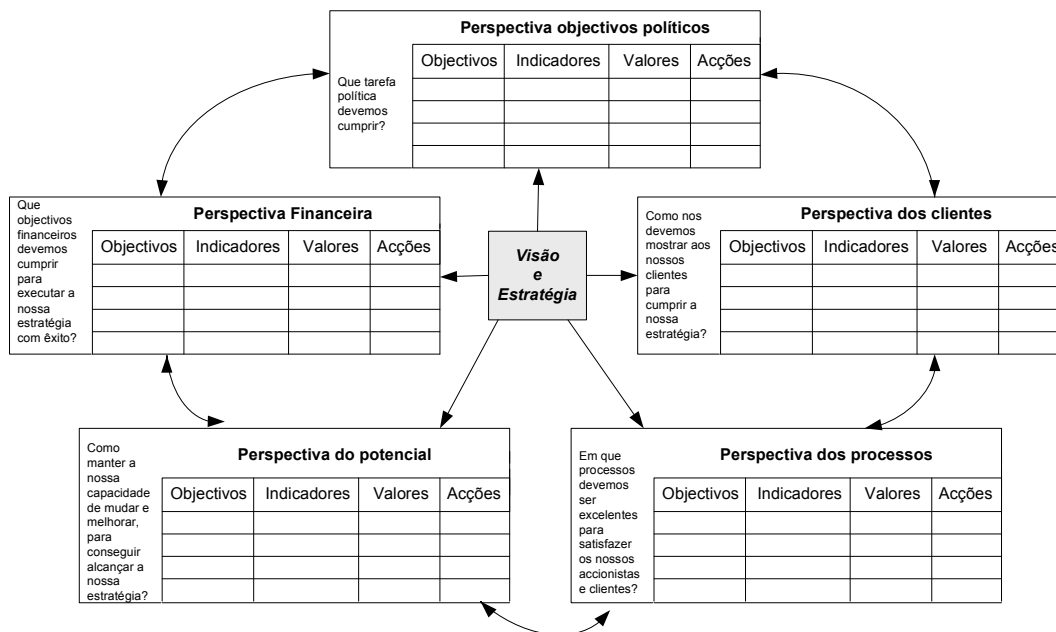 Perspectiva objectivos políticos
Que tarefa
política
devemos
cumprir?
Objectivos Indicadores Valores Acções
Que
objectivos
financeiros
devemos
cumprir
para
executar a
nossa
estratégia
com êxito?
Perspectiva Financeira
Objectivos Indicadores Valores Acções
Visão
e
Estratégia
Como nos
devemos
mostrar aos
nossos
clientes
para
cumprir a
nossa
estratégia?
Perspectiva dos clientes
Objectivos Indicadores Valores Acções
Como
manter a
nossa
capacidade
de mudar e
melhorar,
para
conseguir
alcançar a
nossa
estratégia?
Perspectiva do potencial
Objectivos Indicadores Valores Acções
Em que
processos
devemos
ser
excelentes
para
satisfazer
os nossos
accionistas
e clientes?
Perspectiva dos processos
Objectivos Indicadores Valores Acções